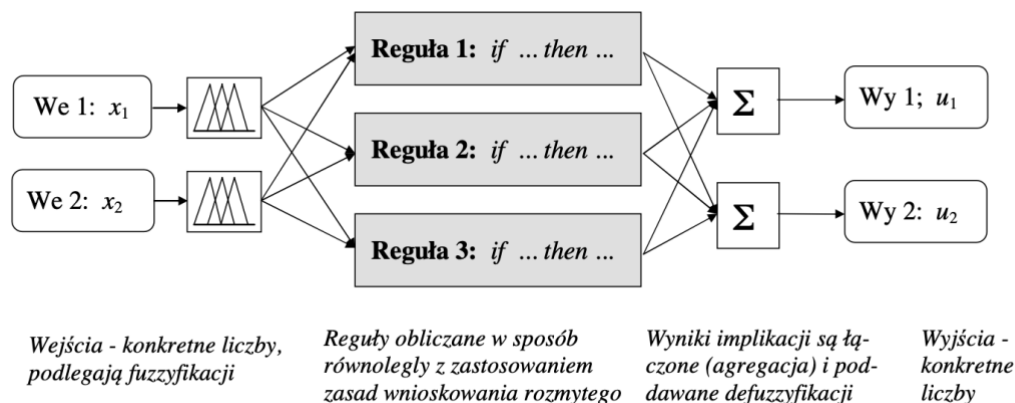 Reguła 1: if ... then ...
We 1: x₁
Σ
Wy 1; u₁
Reguła 2: if ... then ...
We 2: x₂
Σ
Wy 2: u₂
Reguła 3: if ... then ...
Wejścia - konkretne liczby,
podlegają fuzzyfikacji
Reguły obliczane w sposób
równolegly z zastosowaniem
zasad wnioskowania rozmytego
Wyniki implikacji są łą-
czone (agregacja) i pod-
dawane defuzzyfikacji
Wyjścia -
konkretne
liczby